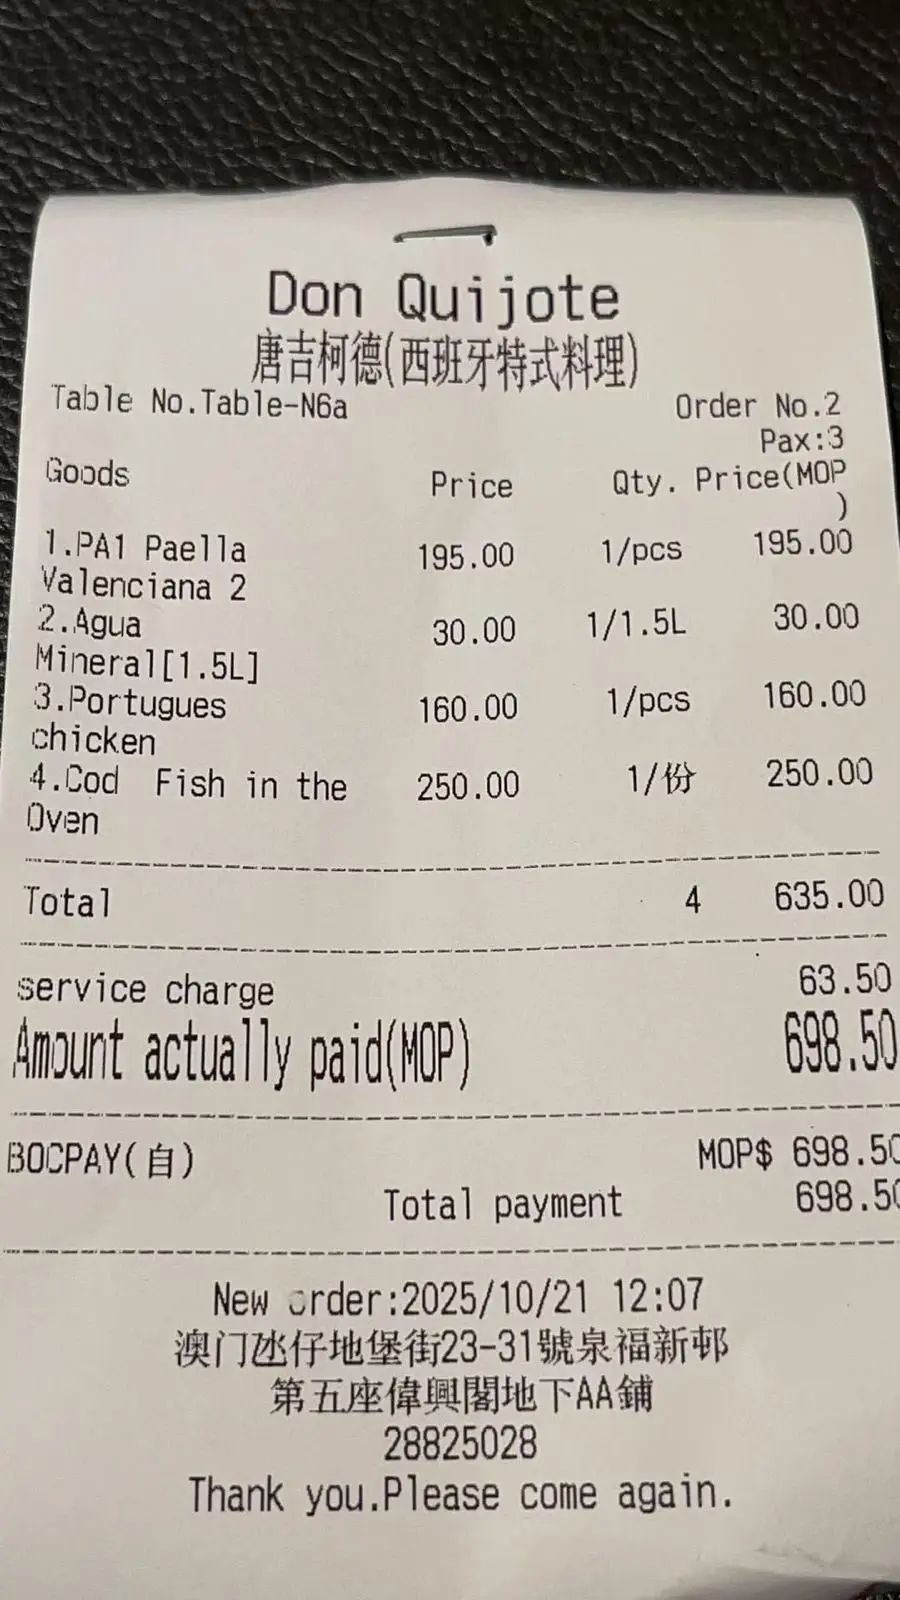 Don Quijote
唐吉柯德(西班牙特式料理)
Table No.Table-N6a Order No.2
Pax:3
Goods Price Qty. Price(MOP
)
1.PA1 Paella 195.00 1/pcs 195.00
Valenciana 2
2.Agua 30.00 1/1.5L 30.00
Mineral[1.5L]
3.Portugues 160.00 1/pcs 160.00
chicken
4.Cod Fish in the 250.00 1/份 250.00
Oven
Total 4 635.00
service charge 63.50
Amount actually paid(MOP) 698.50
BOCPAY(自) MOP$ 698.50
Total payment 698.50
New order:2025/10/21 12:07
澳门氹仔地堡街23-31號泉福新邨
第五座偉興閣地下AA鋪
28825028
Thank you.Please come again.